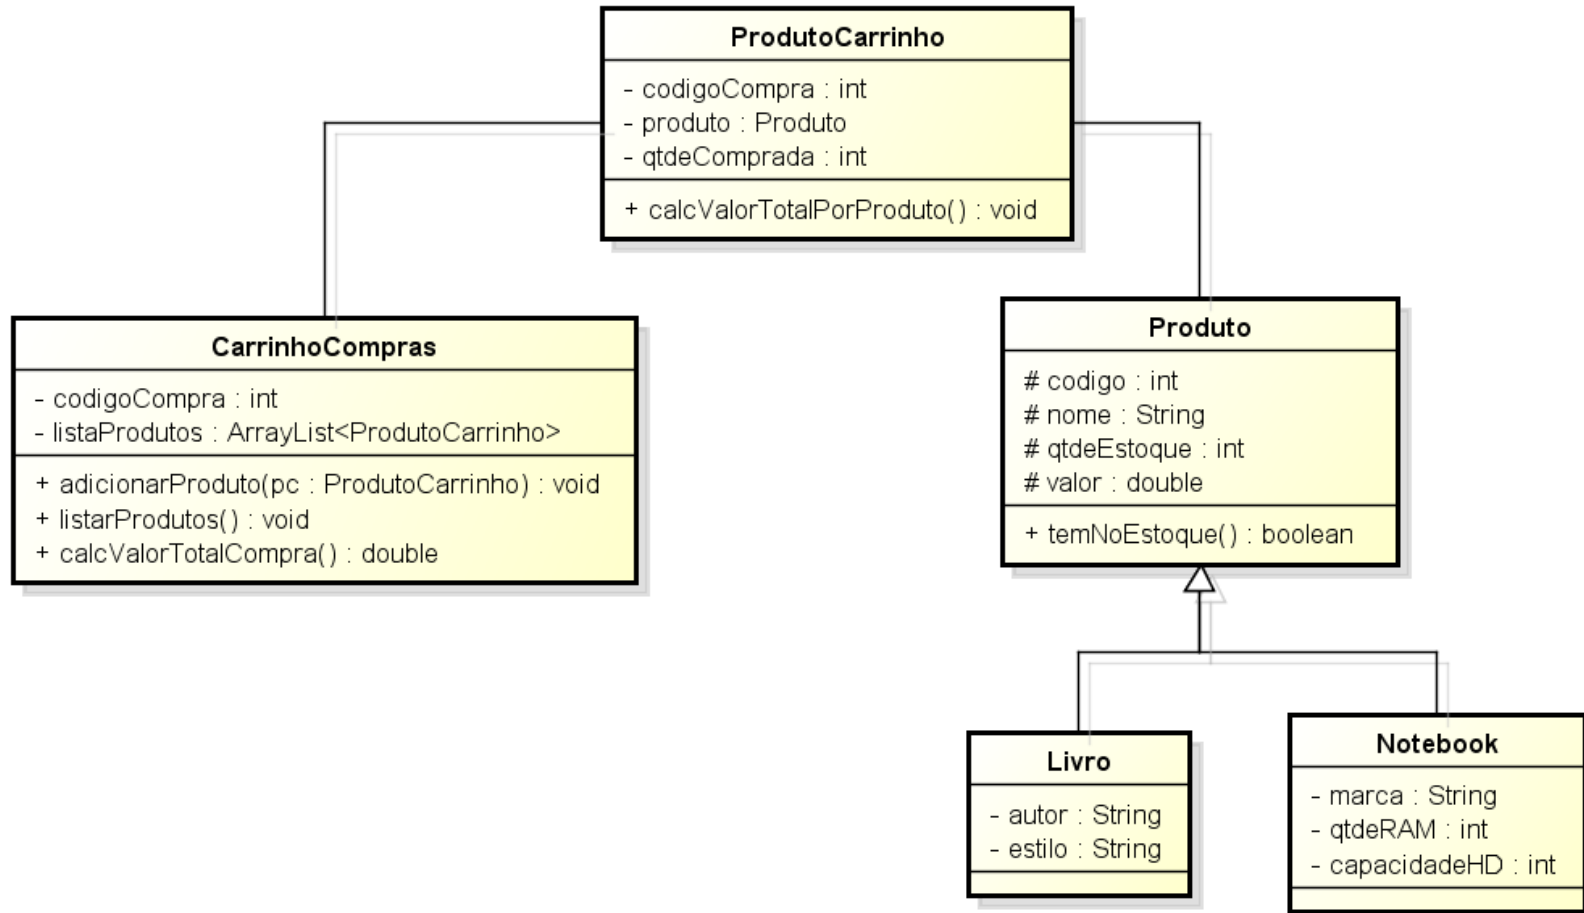 ProdutoCarrinho
- codigoCompra : int
- produto : Produto
- qtdeComprada : int
+ calcValorTotalPorProduto() : void
CarrinhoCompras
- codigoCompra : int
- listaProdutos : ArrayList<ProdutoCarrinho>
+ adicionarProduto(pc : ProdutoCarrinho) : void
+ listarProdutos() : void
+ calcValorTotalCompra() : double
Produto
# codigo : int
# nome : String
# qtdeEstoque : int
# valor : double
+ temNoEstoque() : boolean
Livro
- autor : String
- estilo : String
Notebook
- marca : String
- qtdeRAM : int
- capacidadeHD : int